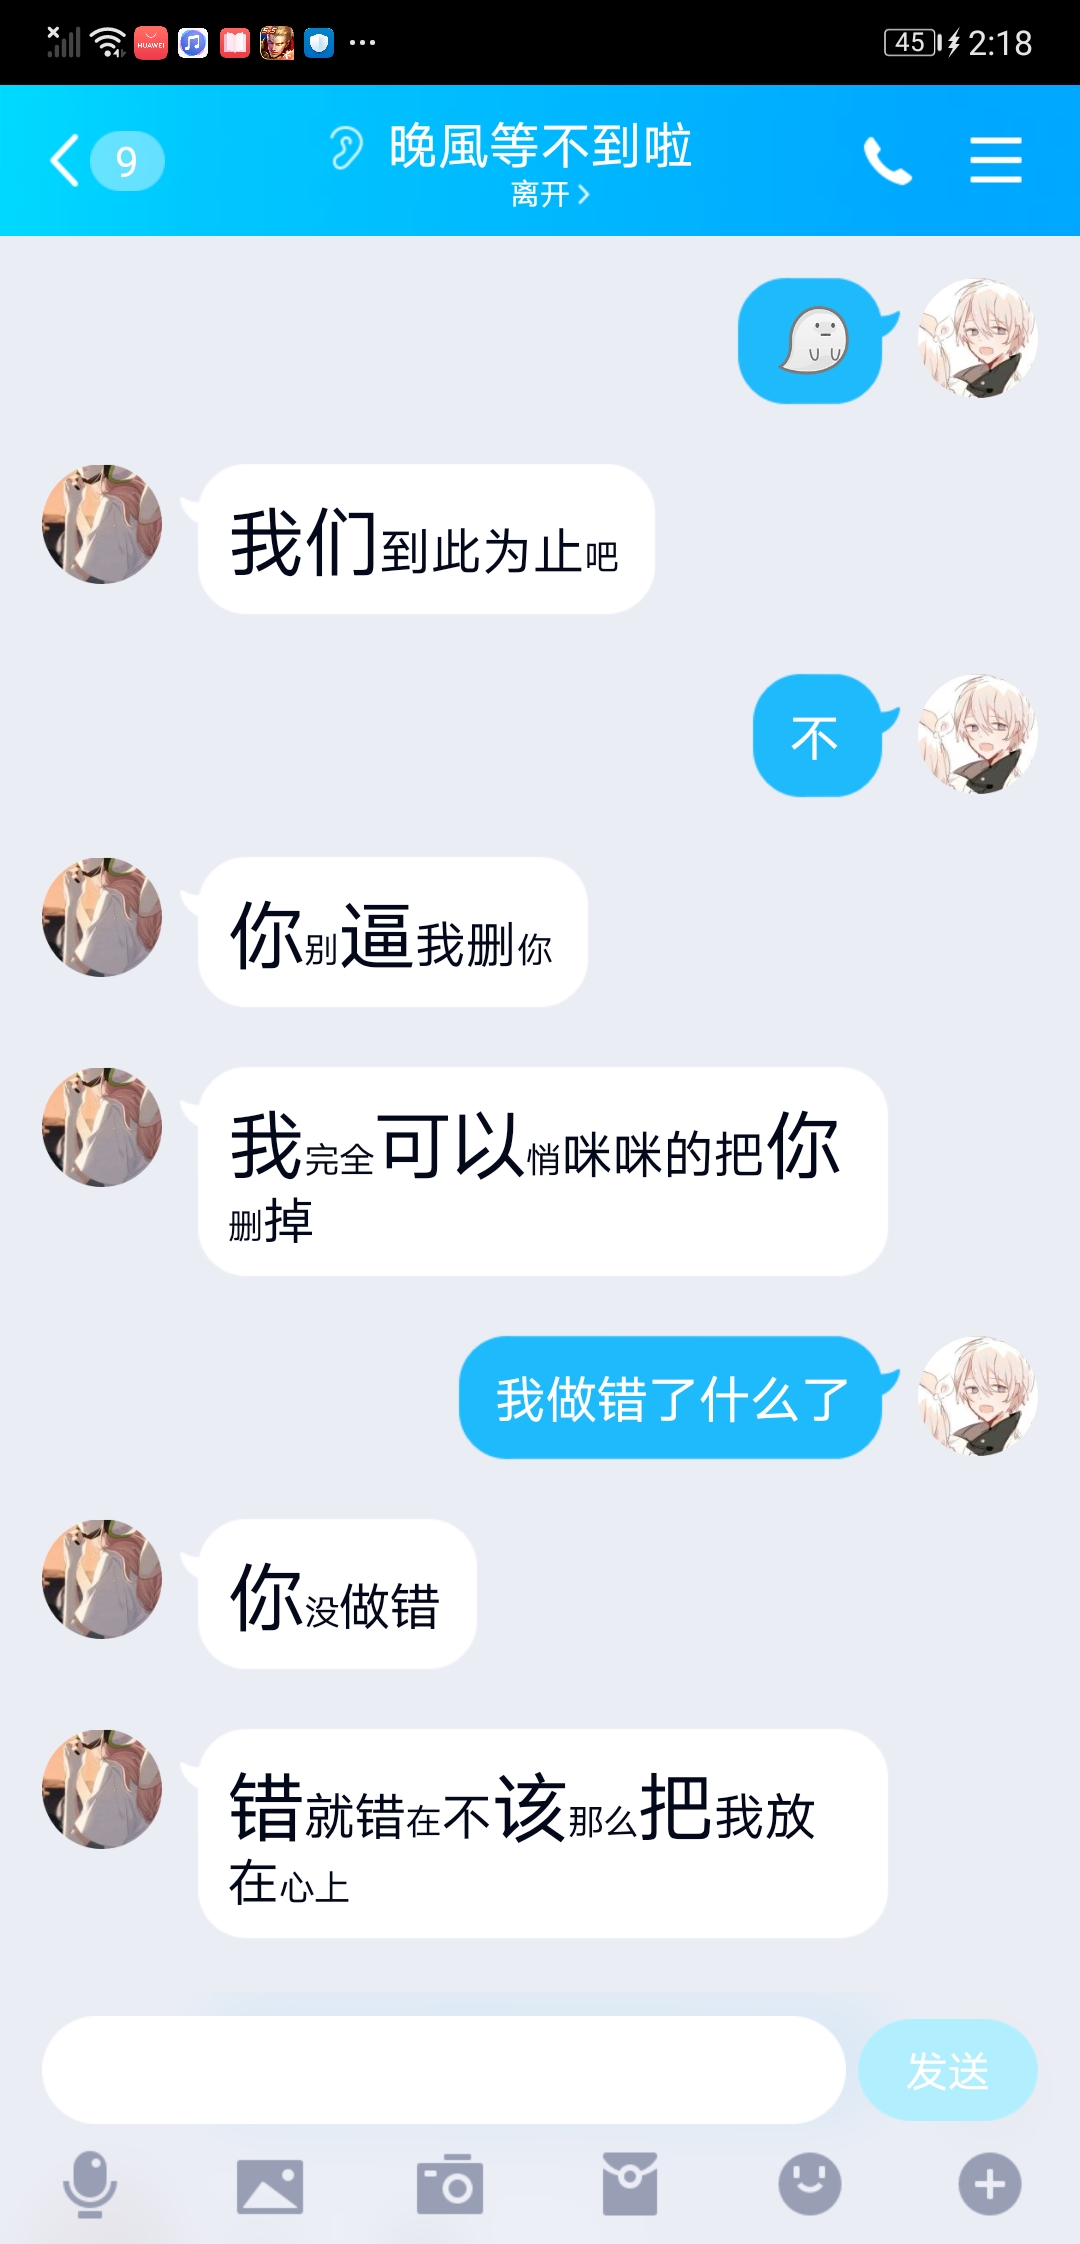 HUAWEI
45
2:18
9
晚風等不到啦
离开
我们到此为止吧
不
你别逼我删你
我完全可以悄咪咪的把你
删掉
我做错了什么了
你没做错
错就错在不该那么把我放
在心上
发送